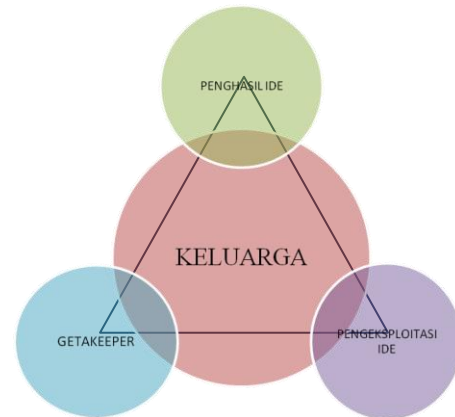 PENGHASIL IDE
KELUARGA
GETAKEEPER
PENGEKSPLOITASI
IDE